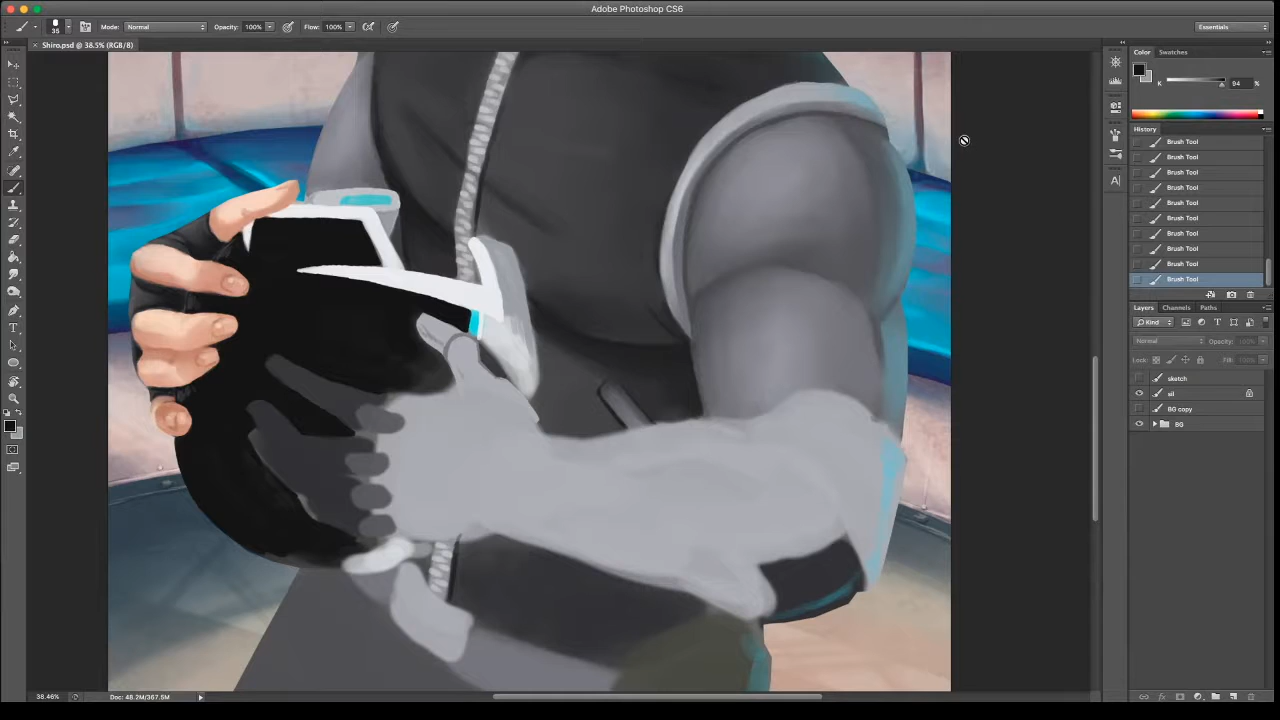 Adobe Photoshop CS6
35
Mode: Normal Opacity: 100% Flow: 100% Essentials
× Shiro.psd @ 38.5% (RGB/8)
Color Swatches
K 94 %
History
Brush Tool
Brush Tool
Brush Tool
Brush Tool
Brush Tool
Brush Tool
Brush Tool
Brush Tool
Brush Tool
Brush Tool
Layers Channels Paths
Kind
Normal Opacity:
Lock: Fill:
sketch
sil
BG copy
BG
38.46% Doc: 48.2M/367.5M